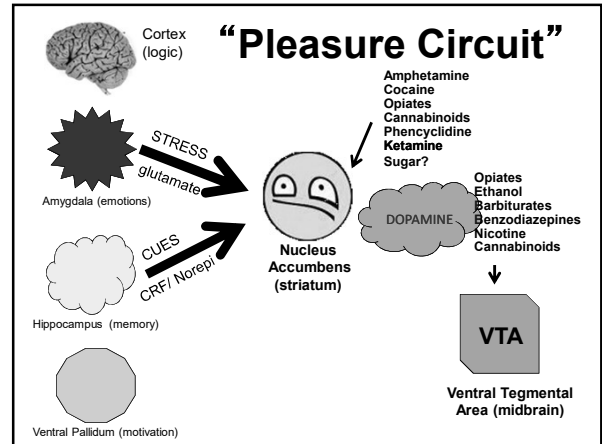 Cortex
(logic)
“Pleasure Circuit”
Amphetamine
Cocaine
Opiates
Cannabinoids
Phencyclidine
Ketamine
Sugar?
STRESS
glutamate
Amygdala (emotions)
Opiates
Ethanol
Barbiturates
Benzodiazepines
Nicotine
Cannabinoids
DOPAMINE
Nucleus
Accumbens
(striatum)
CUES
CRF/ Norepi
Hippocampus (memory)
VTA
Ventral Tegmental
Area (midbrain)
Ventral Pallidum (motivation)